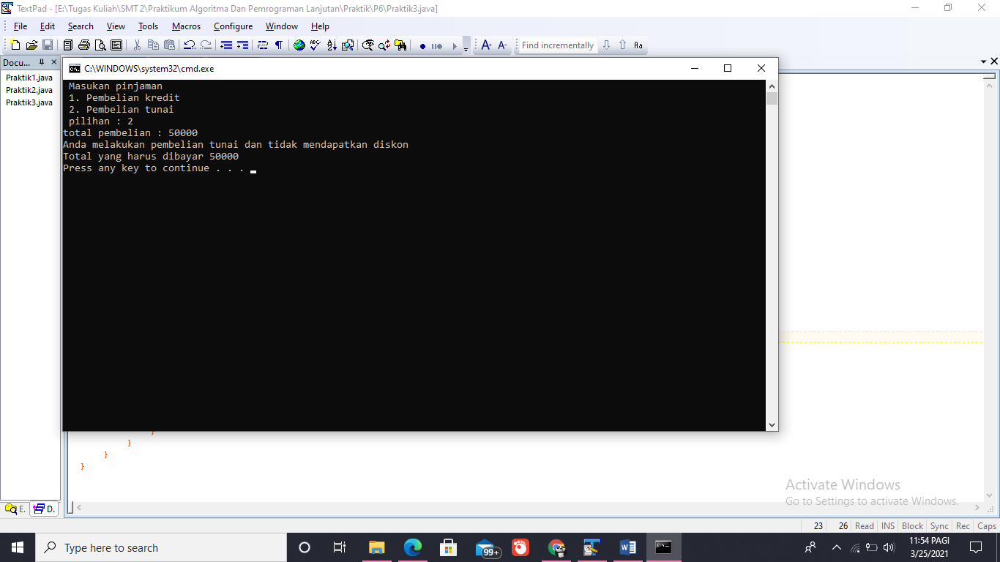 TextPad - [E:\Tugas Kuliah\SMT 2\Praktikum Algoritma Dan Pemrograman Lanjutan\Praktik\P6\Praktik3.java]
File Edit Search View Tools Macros Configure Window Help
Find incrementally
Docu...
C:\WINDOWS\system32\cmd.exe
Praktik1.java
Praktik2.java
Praktik3.java
Masukan pinjaman
1. Pembelian kredit
2. Pembelian tunai
pilihan : 2
total pembelian : 50000
Anda melakukan pembelian tunai dan tidak mendapatkan diskon
Total yang harus dibayar 50000
Press any key to continue . . .
}
}
}
}
Activate Windows
Go to Settings to activate Windows.
E. D.
23 26 Read INS Block Sync Rec Caps
Type here to search
99+
11:54 PAGI
3/25/2021